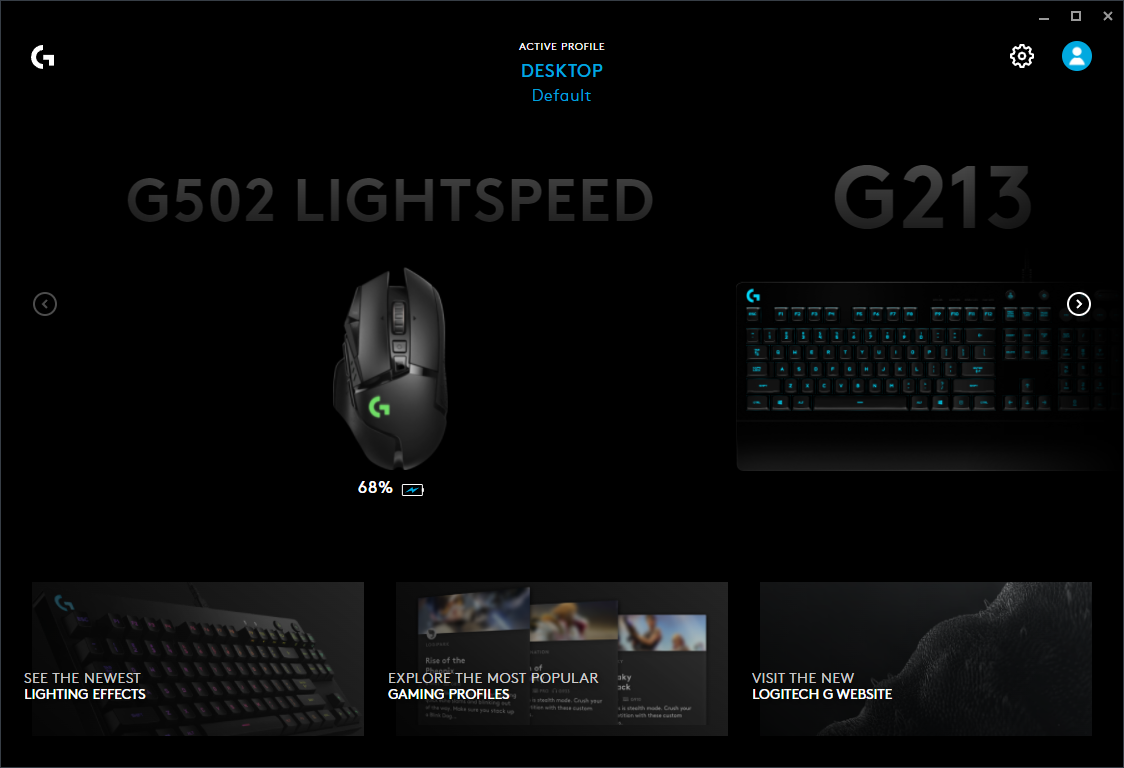 ACTIVE PROFILE
DESKTOP
Default
G502 LIGHTSPEED
G213
68%
Rise of the
SEE THE NEWEST
LIGHTING EFFECTS
EXPLORE THE MOST POPULAR
GAMING PROFILES
VISIT THE NEW
LOGITECH G WEBSITE